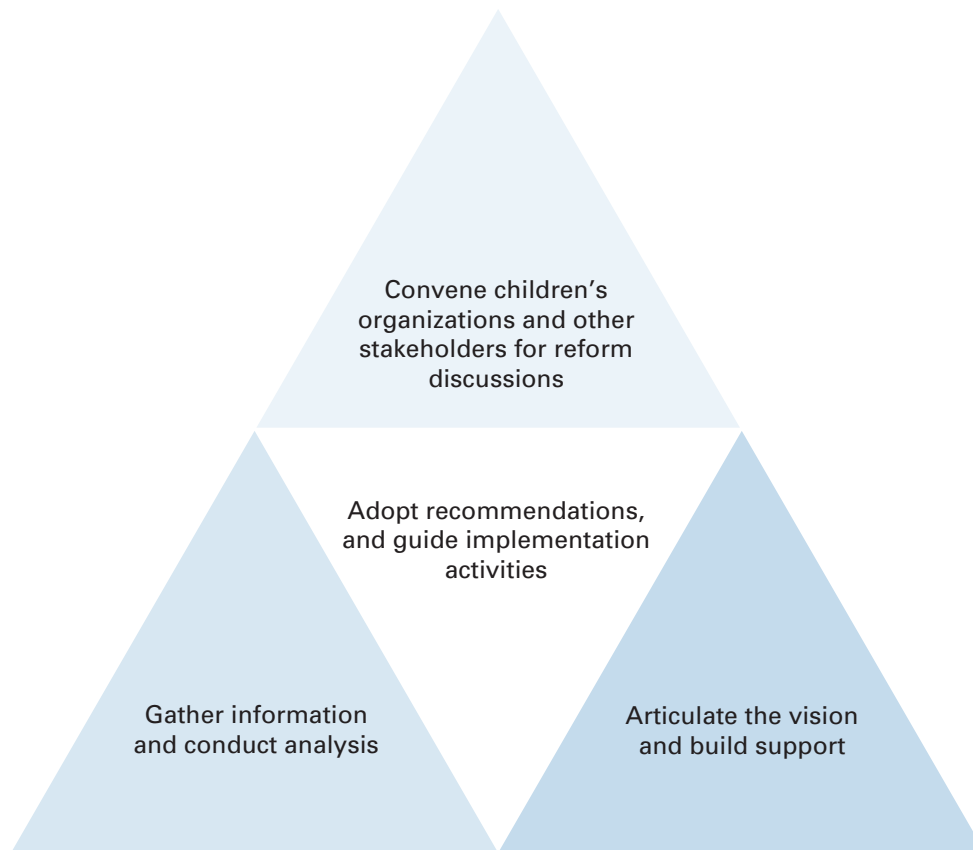 Convene children’s
organizations and other
stakeholders for reform
discussions
Adopt recommendations,
and guide implementation
activities
Gather information
and conduct analysis
Articulate the vision
and build support